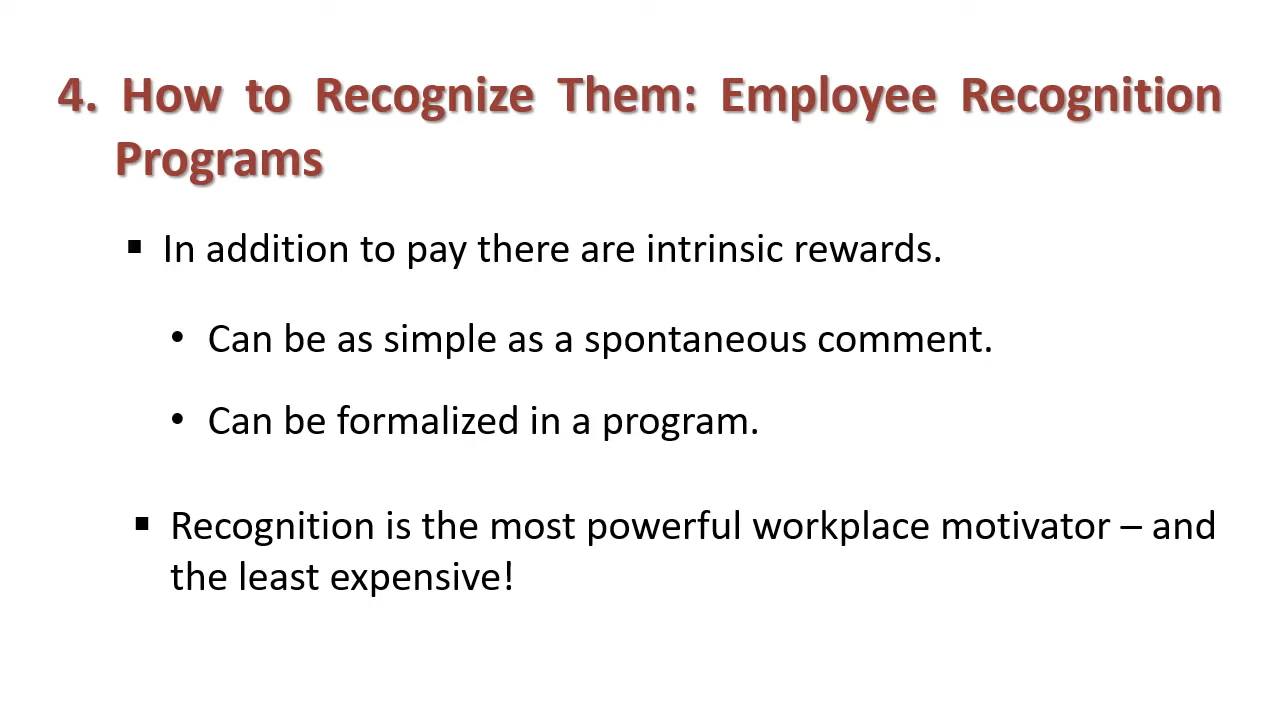 4. How to Recognize Them: Employee Recognition
Programs
▪ In addition to pay there are intrinsic rewards.
• Can be as simple as a spontaneous comment.
• Can be formalized in a program.
▪ Recognition is the most powerful workplace motivator – and
the least expensive!